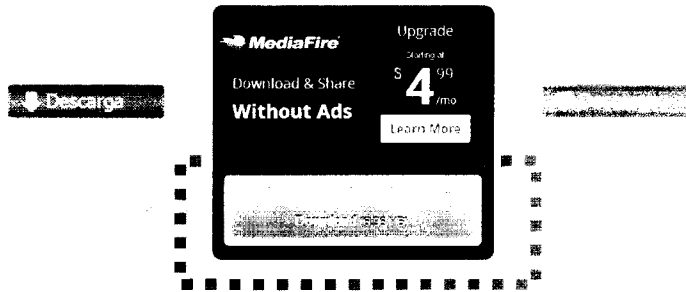 Upgrade
MediaFire
Starting at
$4.99
/mo
Descarga
Download & Share
Without Ads
Learn More